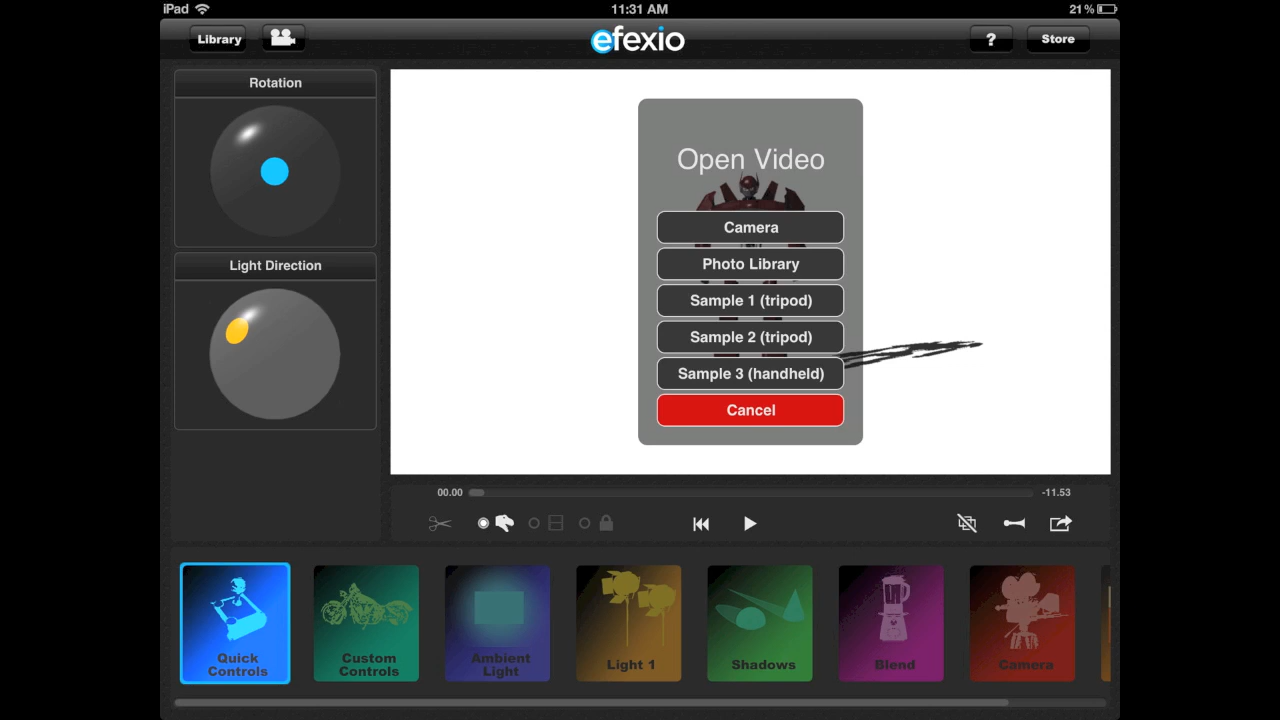 iPad
11:31 AM
21 %
Library
efexio
?
Store
Rotation
Light Direction
Open Video
Camera
Photo Library
Sample 1 (tripod)
Sample 2 (tripod)
Sample 3 (handheld)
Cancel
00.00
-11.53
Quick
Controls
Custom
Controls
Ambient
Light
Light 1
Shadows
Blend
Camera